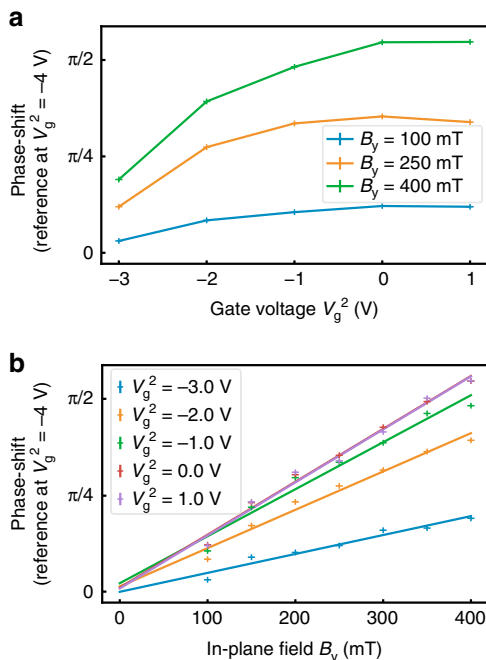 a
Phase-shift
(reference at V_g^2 = −4 V)
π/2
π/4
0
B_y = 100 mT
B_y = 250 mT
B_y = 400 mT
−3 −2 −1 0 1
Gate voltage V_g^2 (V)
b
Phase-shift
(reference at V_g^2 = −4 V)
π/2
π/4
0
V_g^2 = −3.0 V
V_g^2 = −2.0 V
V_g^2 = −1.0 V
V_g^2 = 0.0 V
V_g^2 = 1.0 V
0 100 200 300 400
In-plane field B_y (mT)